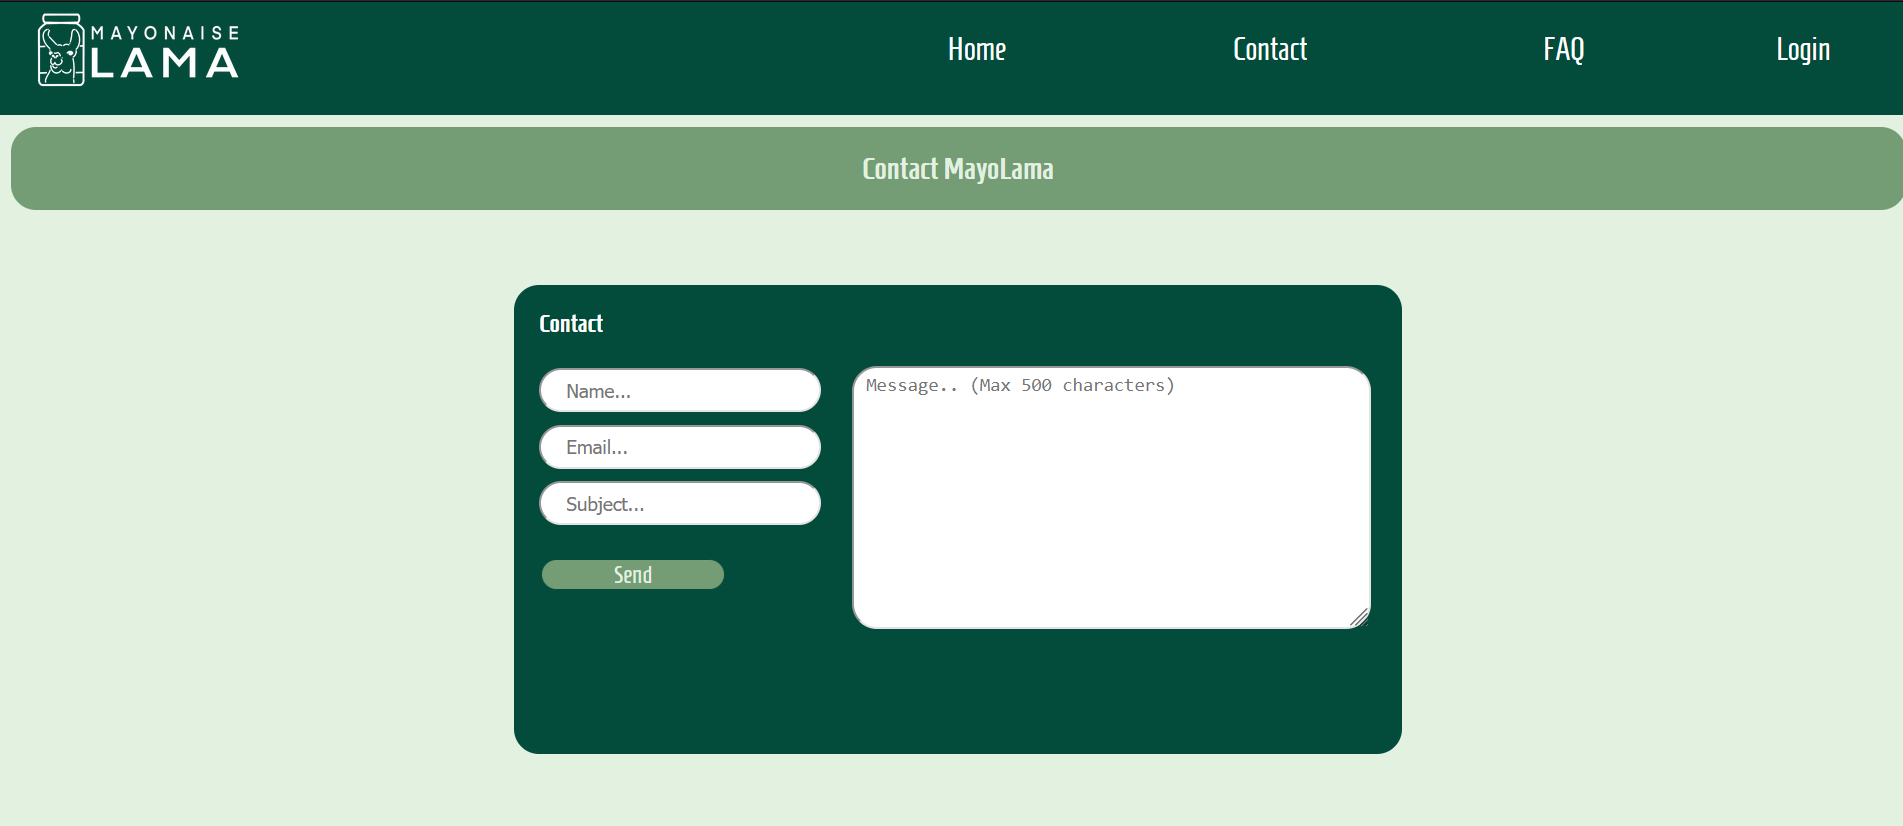 MAYONAISE
LAMA
Home Contact FAQ Login
Contact MayoLama
Contact
Name...
Email...
Subject...
Send
Message.. (Max 500 characters)